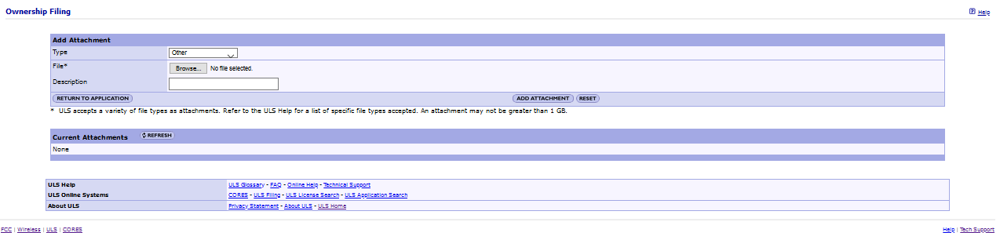 Ownership Filing
? Help
Add Attachment
Type Other
File* Browse... No file selected.
Description
RETURN TO APPLICATION ADD ATTACHMENT RESET
* ULS accepts a variety of file types as attachments. Refer to the ULS Help for a list of specific file types accepted. An attachment may not be greater than 1 GB.
Current Attachments REFRESH
None
ULS Help ULS Glossary - FAQ - Online Help - Technical Support
ULS Online Systems CORES - ULS Filing - ULS License Search - ULS Application Search
About ULS Privacy Statement - About ULS - ULS Home
FCC | Wireless | ULS | CORES Help | Tech Support